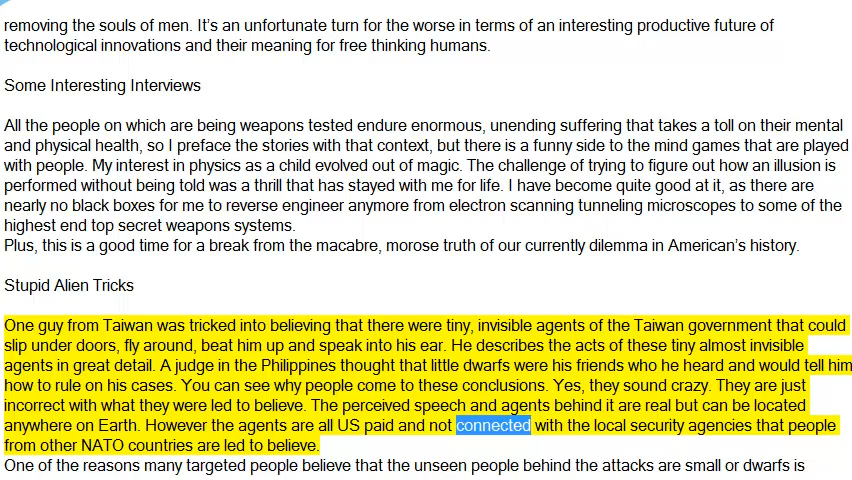 removing the souls of men. It's an unfortunate turn for the worse in terms of an interesting productive future of
technological innovations and their meaning for free thinking humans.
Some Interesting Interviews
All the people on which are being weapons tested endure enormous, unending suffering that takes a toll on their mental
and physical health, so I preface the stories with that context, but there is a funny side to the mind games that are played
with people. My interest in physics as a child evolved out of magic. The challenge of trying to figure out how an illusion is
performed without being told was a thrill that has stayed with me for life. I have become quite good at it, as there are
nearly no black boxes for me to reverse engineer anymore from electron scanning tunneling microscopes to some of the
highest end top secret weapons systems.
Plus, this is a good time for a break from the macabre, morose truth of our currently dilemma in American's history.
Stupid Alien Tricks
One guy from Taiwan was tricked into believing that there were tiny, invisible agents of the Taiwan government that could
slip under doors, fly around, beat him up and speak into his ear. He describes the acts of these tiny almost invisible
agents in great detail. A judge in the Philippines thought that little dwarfs were his friends who he heard and would tell him
how to rule on his cases. You can see why people come to these conclusions. Yes, they sound crazy. They are just
incorrect with what they were led to believe. The perceived speech and agents behind it are real but can be located
anywhere on Earth. However the agents are all US paid and not connected with the local security agencies that people
from other NATO countries are led to believe.
One of the reasons many targeted people believe that the unseen people behind the attacks are small or dwarfs is